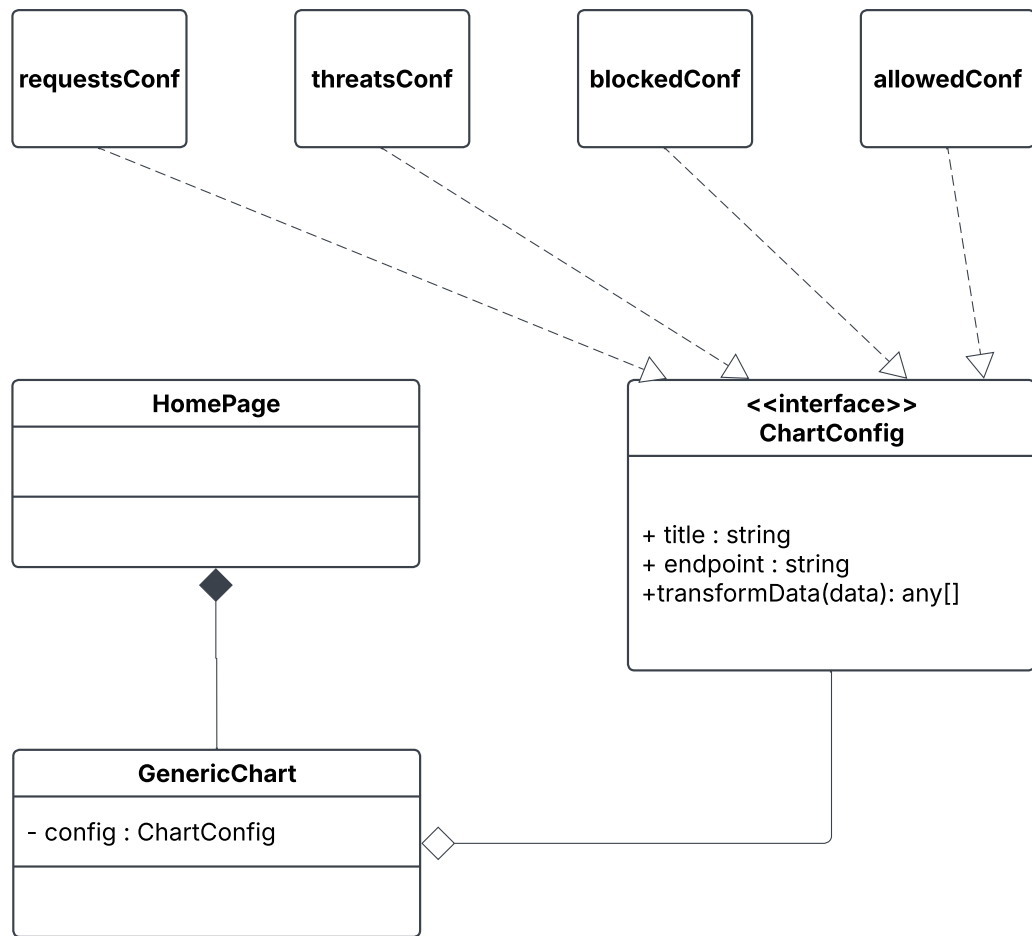 requestsConf
threatsConf
blockedConf
allowedConf
HomePage
<<interface>>
ChartConfig
+ title : string
+ endpoint : string
+transformData(data): any[]
GenericChart
- config : ChartConfig